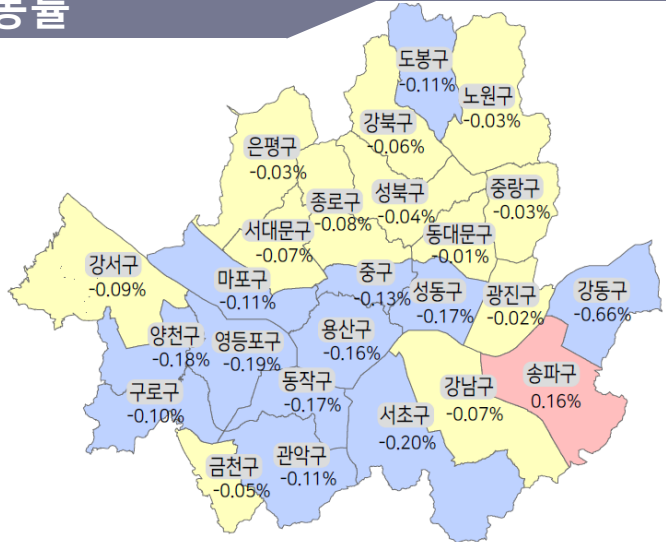 동률
도봉구
-0.11%
노원구
-0.03%
강북구
-0.06%
은평구
-0.03%
성북구
-0.04%
중랑구
-0.03%
종로구
-0.08%
서대문구
-0.07%
동대문구
-0.01%
강서구
-0.09%
마포구
-0.11%
중구
-0.13%
성동구
-0.17%
광진구
-0.02%
강동구
-0.66%
양천구
-0.18%
영등포구
-0.19%
용산구
-0.16%
동작구
-0.17%
구로구
-0.10%
송파구
0.16%
강남구
-0.07%
서초구
-0.20%
금천구
-0.05%
관악구
-0.11%